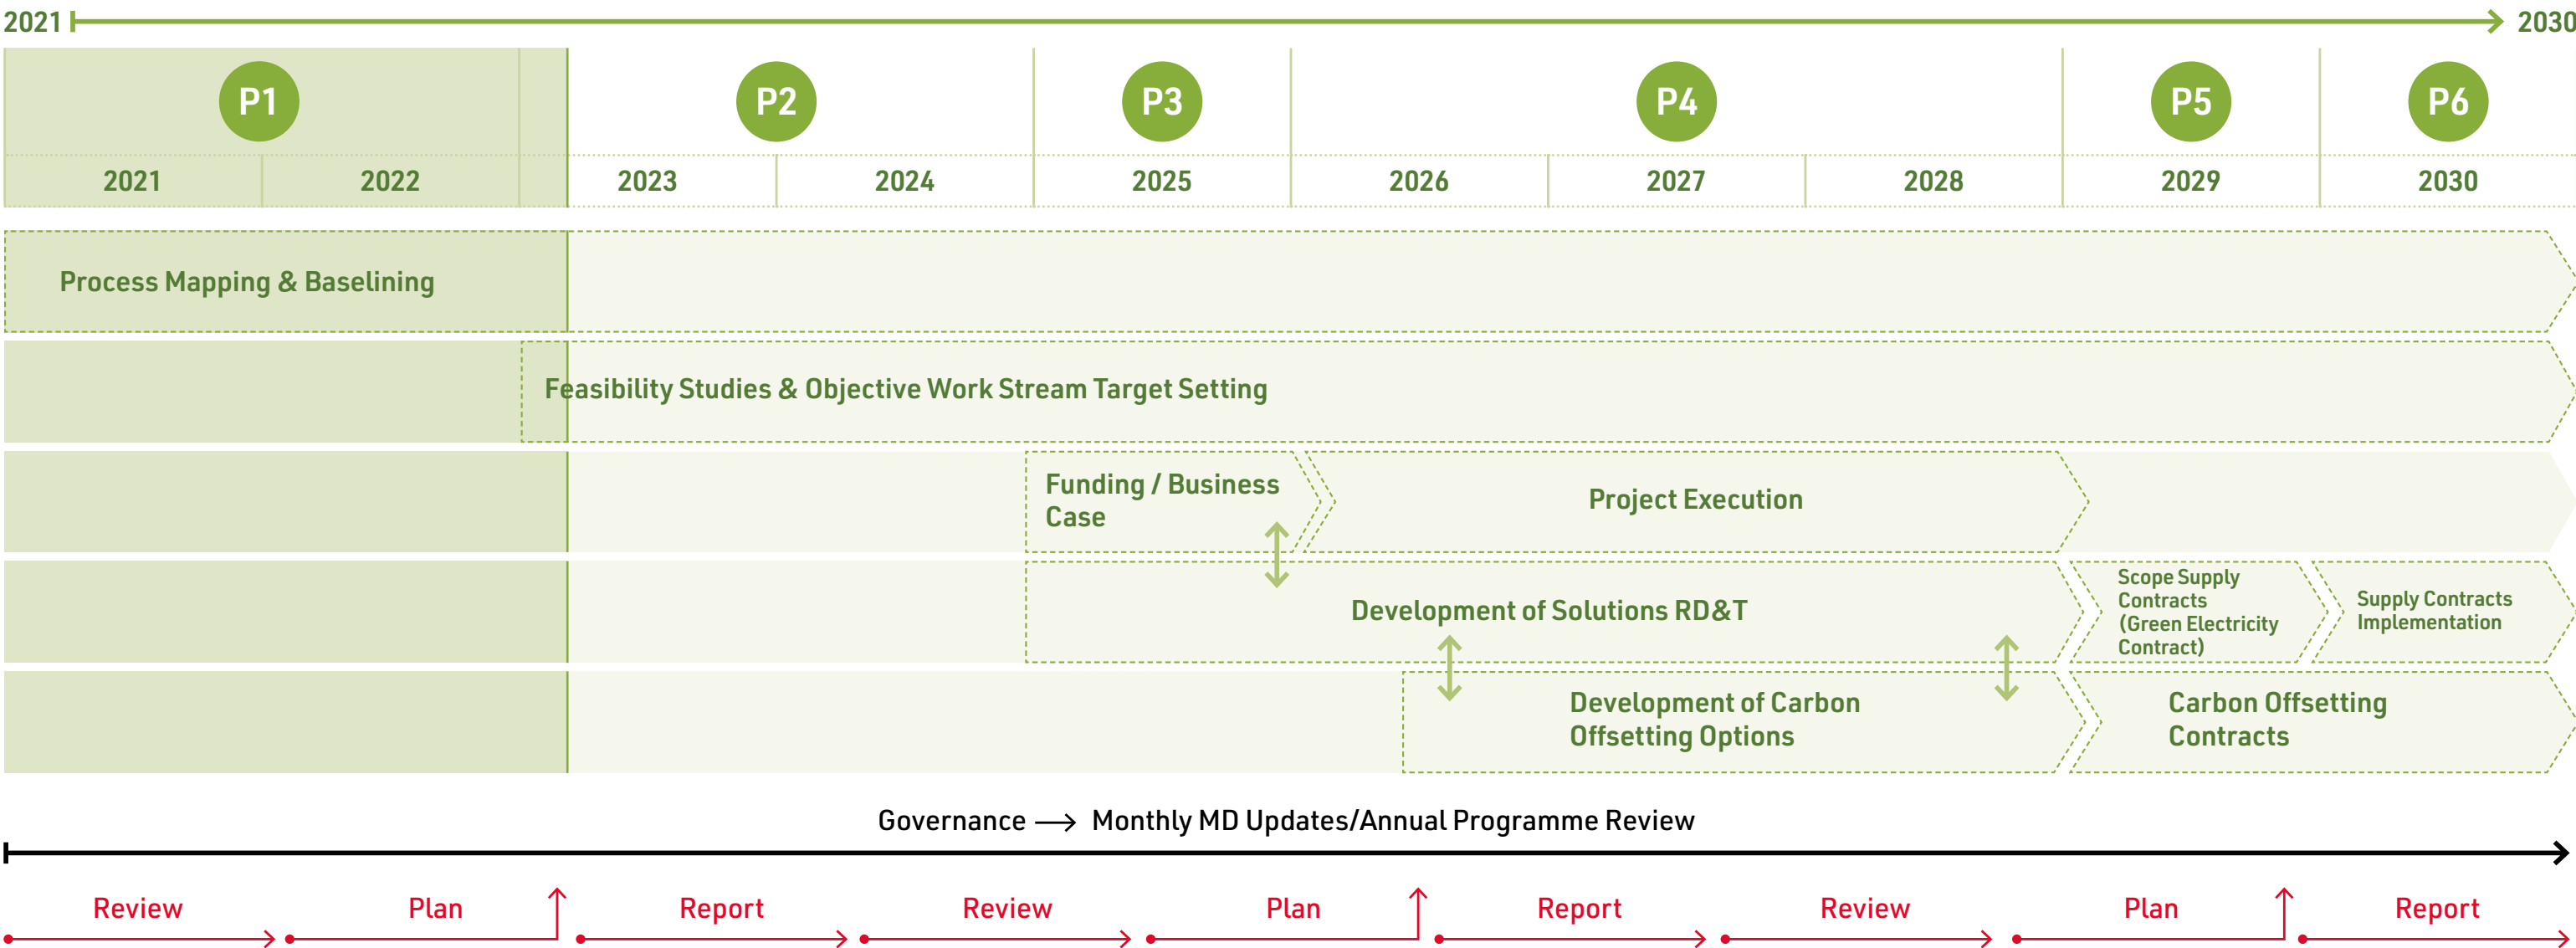 2021
2030
P1
P2
P3
P4
P5
P6
2021
2022
2023
2024
2025
2026
2027
2028
2029
2030
Process Mapping & Baselining
Feasibility Studies & Objective Work Stream Target Setting
Funding / Business
Case
Project Execution
Development of Solutions RD&T
Scope Supply
Contracts
(Green Electricity
Contract)
Supply Contracts
Implementation
Development of Carbon
Offsetting Options
Carbon Offsetting
Contracts
Governance → Monthly MD Updates/Annual Programme Review
Review
Plan
Report
Review
Plan
Report
Review
Plan
Report